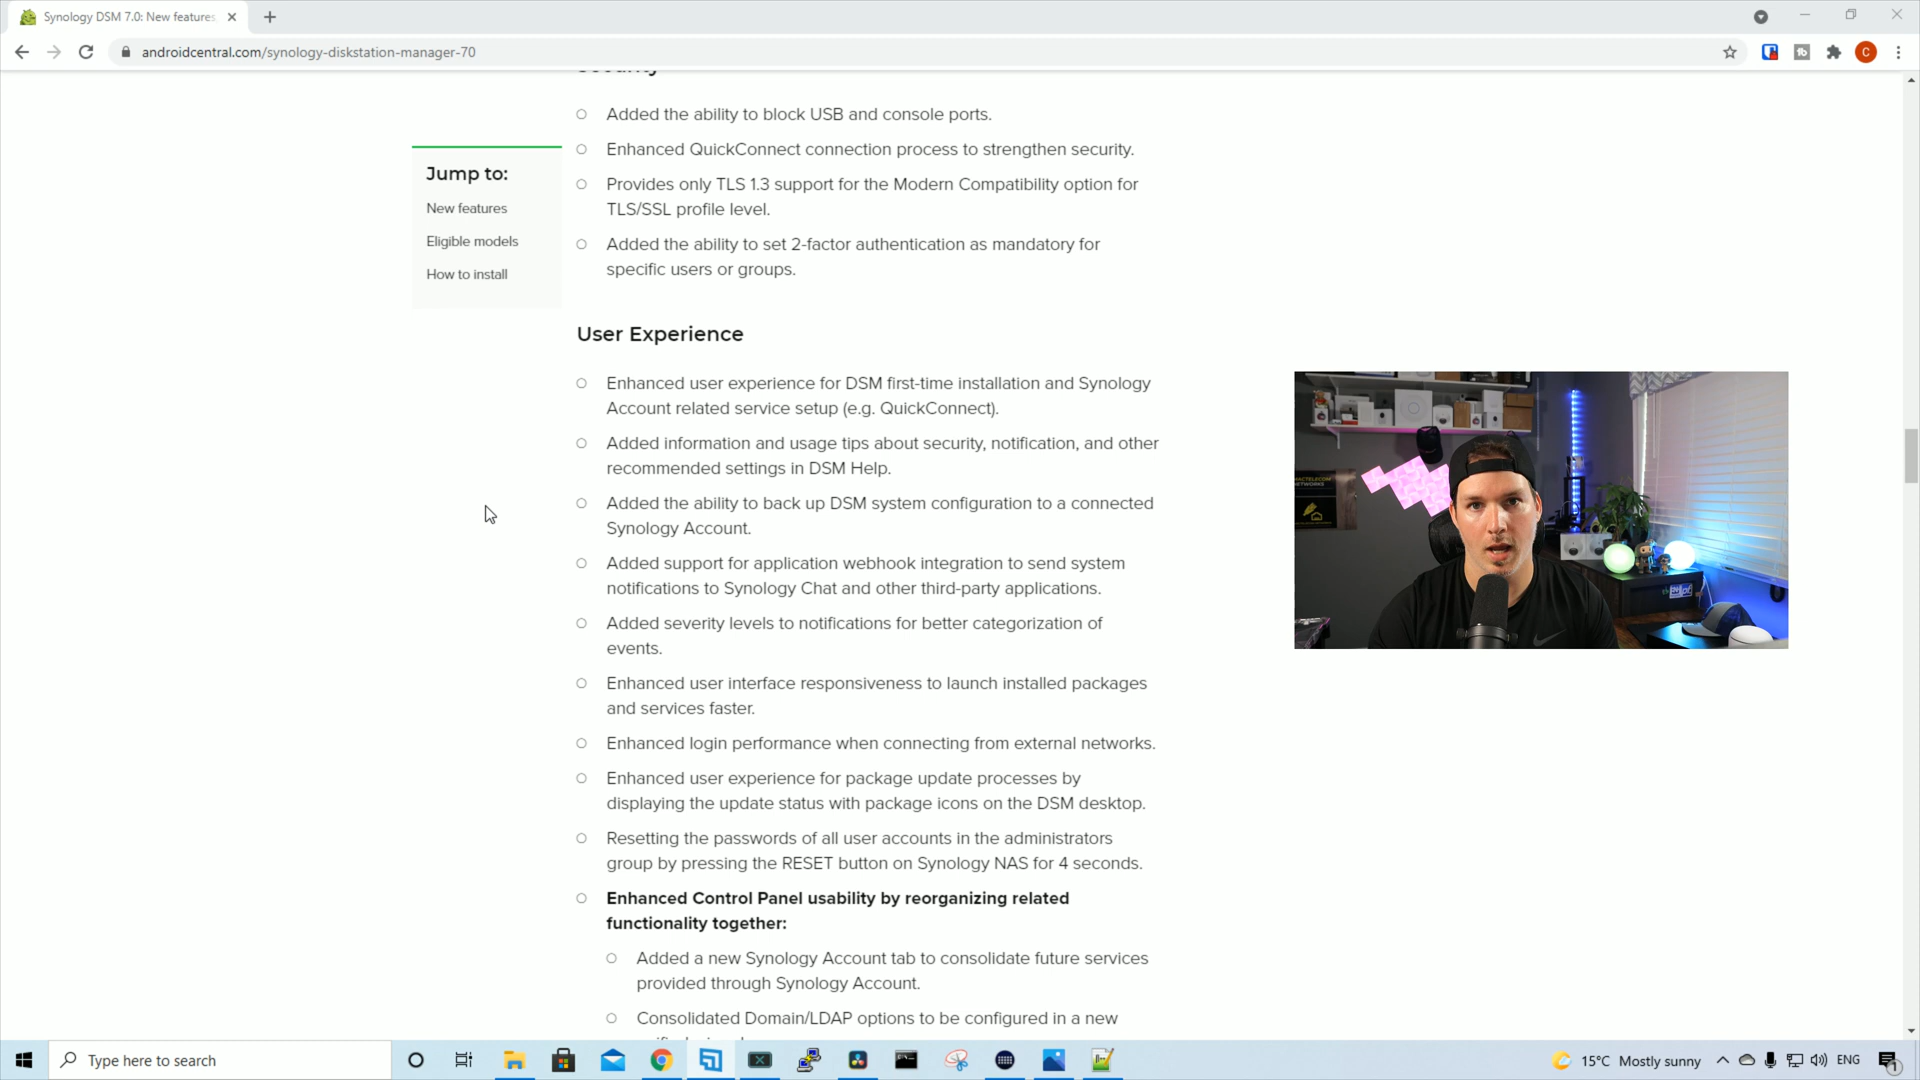 Synology DSM 7.0: New features,
androidcentral.com/synology-diskstation-manager-70
C
Security
Added the ability to block USB and console ports.
Enhanced QuickConnect connection process to strengthen security.
Jump to:
New features
Eligible models
How to install
Provides only TLS 1.3 support for the Modern Compatibility option for
TLS/SSL profile level.
Added the ability to set 2-factor authentication as mandatory for
specific users or groups.
User Experience
Enhanced user experience for DSM first-time installation and Synology
Account related service setup (e.g. QuickConnect).
Added information and usage tips about security, notification, and other
recommended settings in DSM Help.
Added the ability to back up DSM system configuration to a connected
Synology Account.
Added support for application webhook integration to send system
notifications to Synology Chat and other third-party applications.
Added severity levels to notifications for better categorization of
events.
Enhanced user interface responsiveness to launch installed packages
and services faster.
Enhanced login performance when connecting from external networks.
Enhanced user experience for package update processes by
displaying the update status with package icons on the DSM desktop.
Resetting the passwords of all user accounts in the administrators
group by pressing the RESET button on Synology NAS for 4 seconds.
Enhanced Control Panel usability by reorganizing related
functionality together:
Added a new Synology Account tab to consolidate future services
provided through Synology Account.
Consolidated Domain/LDAP options to be configured in a new
MACTELECOM
NETWORKS
Type here to search
15°C Mostly sunny
ENG
1